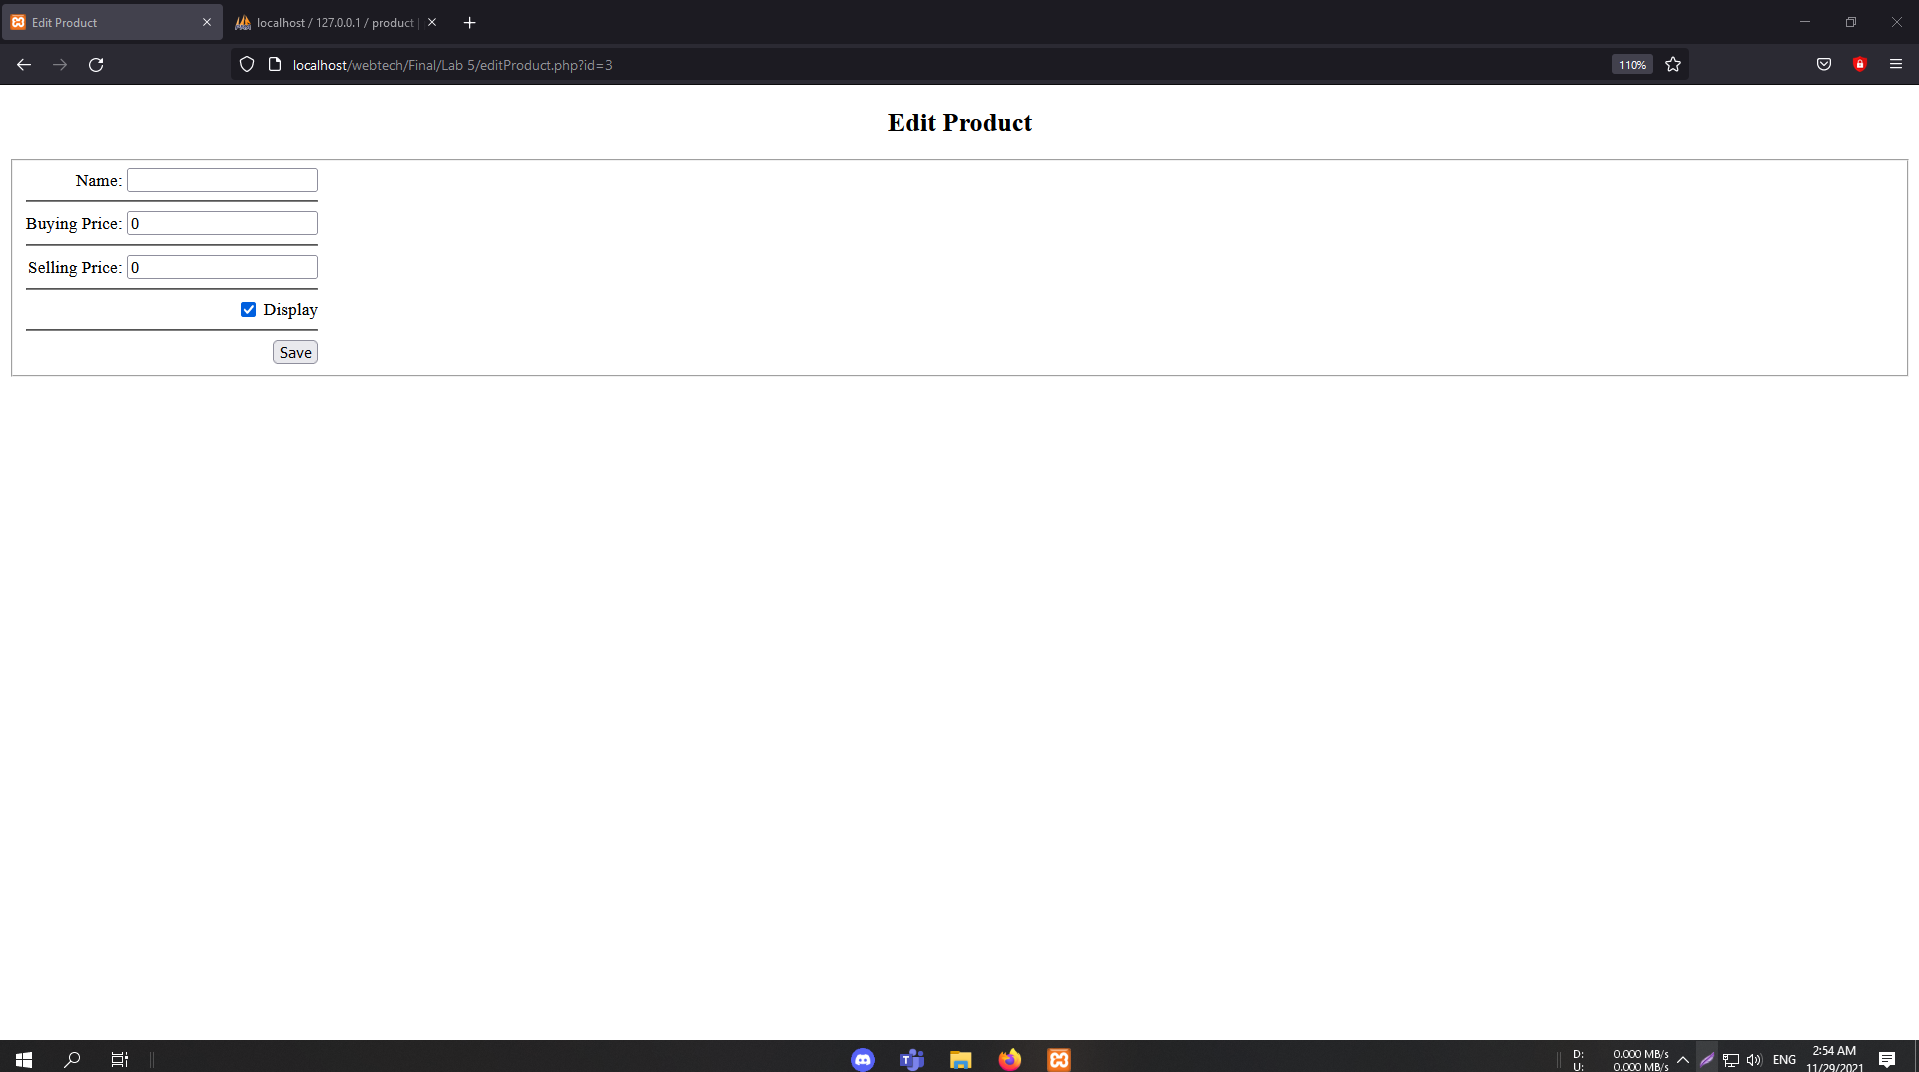 Edit Product
localhost / 127.0.0.1 / product |
localhost/webtech/Final/Lab 5/editProduct.php?id=3
110%
Edit Product
Name:
Buying Price: 0
Selling Price: 0
Display
Save
D: 0.000 MB/s
U: 0.000 MB/s
ENG
2:54 AM
11/29/2021